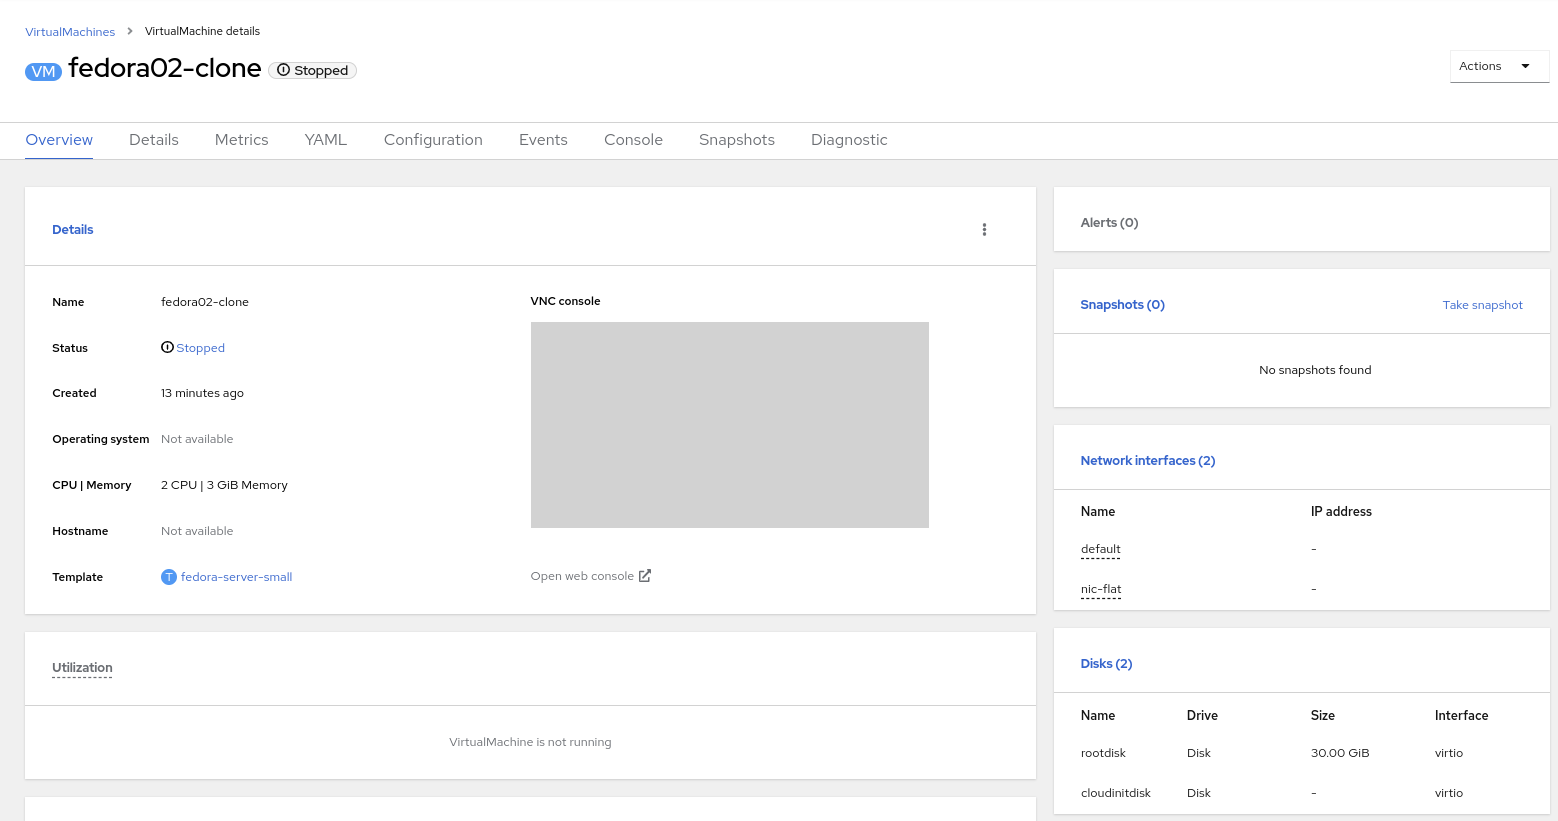 VirtualMachines > VirtualMachine details
VM fedora02-clone Stopped
Actions
Overview Details Metrics YAML Configuration Events Console Snapshots Diagnostic
Details
Name fedora02-clone
Status Stopped
Created 13 minutes ago
Operating system Not available
CPU | Memory 2 CPU | 3 GiB Memory
Hostname Not available
Template T fedora-server-small
VNC console
Open web console
Utilization
VirtualMachine is not running
Alerts (0)
Snapshots (0) Take snapshot
No snapshots found
Network interfaces (2)
Name IP address
default -
nic-flat -
Disks (2)
Name Drive Size Interface
rootdisk Disk 30.00 GiB virtio
cloudinitdisk Disk - virtio